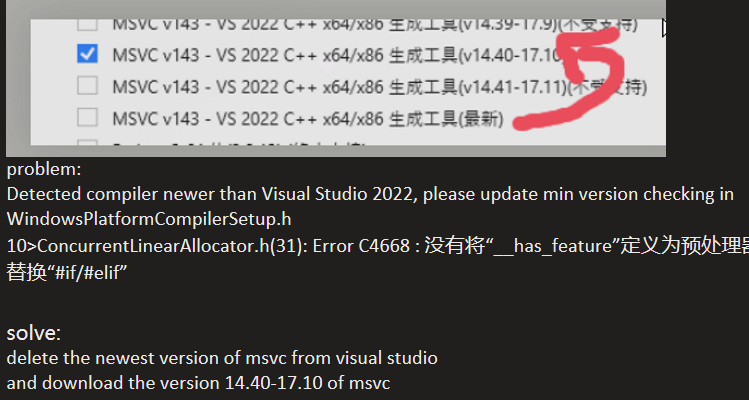 MSVC v143 - VS 2022 C++ x64/x86 生成工具(v14.39-17.9)(不受支持)
MSVC v143 - VS 2022 C++ x64/x86 生成工具(v14.40-17.10
MSVC v143 - VS 2022 C++ x64/x86 生成工具(v14.41-17.11)(不受支持)
MSVC v143 - VS 2022 C++ x64/x86 生成工具(最新)
problem:
Detected compiler newer than Visual Studio 2022, please update min version checking in
WindowsPlatformCompilerSetup.h
10>ConcurrentLinearAllocator.h(31): Error C4668 : 没有将“__has_feature”定义为预处理器
替换“#if/#elif”
solve:
delete the newest version of msvc from visual studio
and download the version 14.40-17.10 of msvc